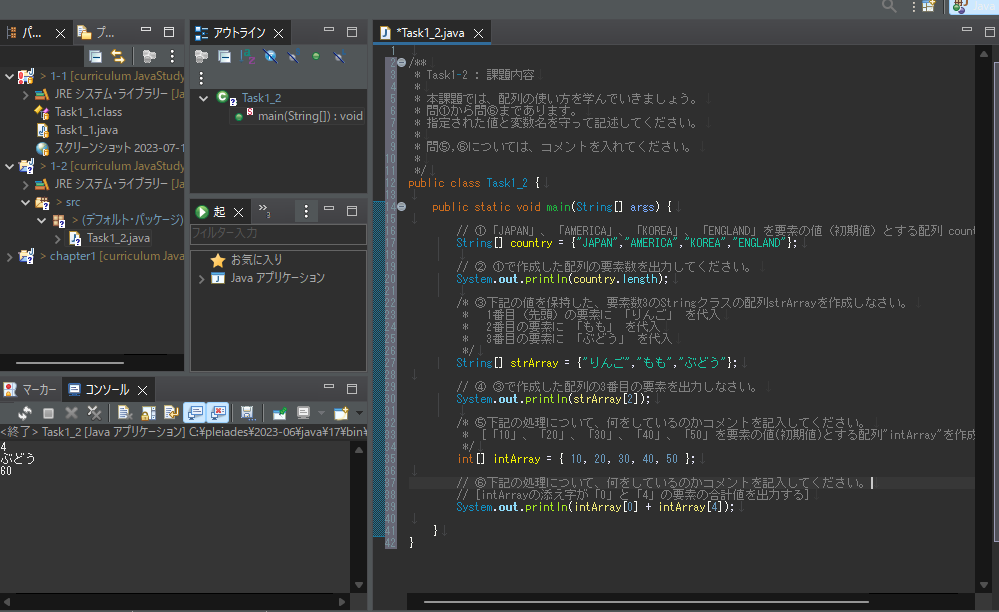 パ...
プ...
> 1-1 [curriculum JavaStudy
JRE システム・ライブラリー [Ja
Task1_1.class
Task1_1.java
スクリーンショット 2023-07-1
> 1-2 [curriculum JavaStudy
JRE システム・ライブラリー [Ja
> src
> (デフォルト・パッケージ)
Task1_2.java
> chapter1 [curriculum Java
アウトライン
Task1_2
main(String[]) : void
起
»3
フィルター入力
お気に入り
Java アプリケーション
マーカー
コンソール
<終了> Task1_2 [Java アプリケーション] C:¥pleiades¥2023-06¥java¥17¥bin¥
4
ぶどう
60
Java
*Task1_2.java
1
2 /**
3 * Task1-2 : 課題内容
4 *
5 * 本課題では、配列の使い方を学んでいきましょう。
6 * 問①から問⑥まであります。
7 * 指定された値と変数名を守って記述してください。
8 *
9 * 問⑤,⑥については、コメントを入れてください。
10 *
11 */
12 public class Task1_2 {
13
14 public static void main(String[] args) {
15
16 // ①「JAPAN」、「AMERICA」、「KOREA」、「ENGLAND」を要素の値（初期値）とする配列 count
17 String[] country = {"JAPAN","AMERICA","KOREA","ENGLAND"};
18
19 // ② ①で作成した配列の要素数を出力してください。
20 System.out.println(country.length);
21
22 /* ③下記の値を保持した、要素数3のStringクラスの配列strArrayを作成しなさい。
23 * 1番目（先頭）の要素に 「りんご」 を代入
24 * 2番目の要素に 「もも」 を代入
25 * 3番目の要素に 「ぶどう」 を代入
26 */
27 String[] strArray = {"りんご","もも","ぶどう"};
28
29 // ④ ③で作成した配列の3番目の要素を出力しなさい。
30 System.out.println(strArray[2]);
31
32 /* ⑤下記の処理について、何をしているのかコメントを記入してください。
33 * [「10」、「20」、「30」、「40」、「50」を要素の値(初期値)とする配列"intArray"を作成
34 */
35 int[] intArray = { 10, 20, 30, 40, 50 };
36
37 // ⑥下記の処理について、何をしているのかコメントを記入してください。
38 // [intArrayの添え字が「0」と「4」の要素の合計値を出力する]
39 System.out.println(intArray[0] + intArray[4]);
40
41 }
42 }